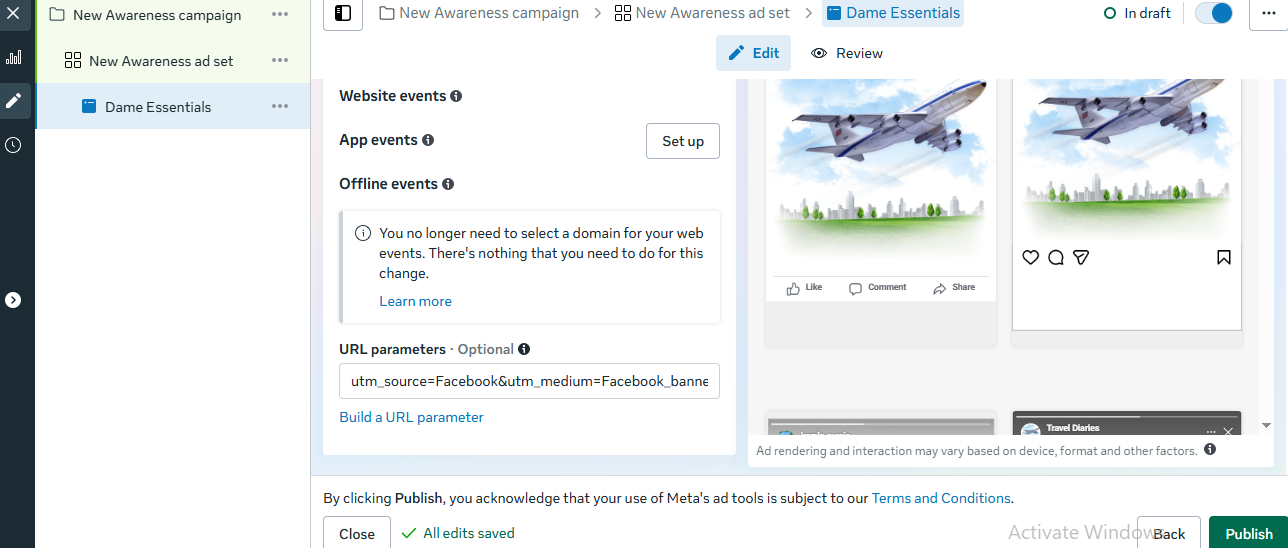 New Awareness campaign
New Awareness ad set
Dame Essentials
New Awareness campaign
New Awareness ad set
Dame Essentials
In draft
Edit
Review
Website events
App events
Set up
Offline events
You no longer need to select a domain for your web
events. There's nothing that you need to do for this
change.
Learn more
URL parameters · Optional
utm_source=Facebook&utm_medium=Facebook_banne
Build a URL parameter
Like
Comment
Share
Travel Diaries
Ad rendering and interaction may vary based on device, format and other factors.
By clicking Publish, you acknowledge that your use of Meta's ad tools is subject to our Terms and Conditions.
Close
All edits saved
Activate Windows
Back
Publish